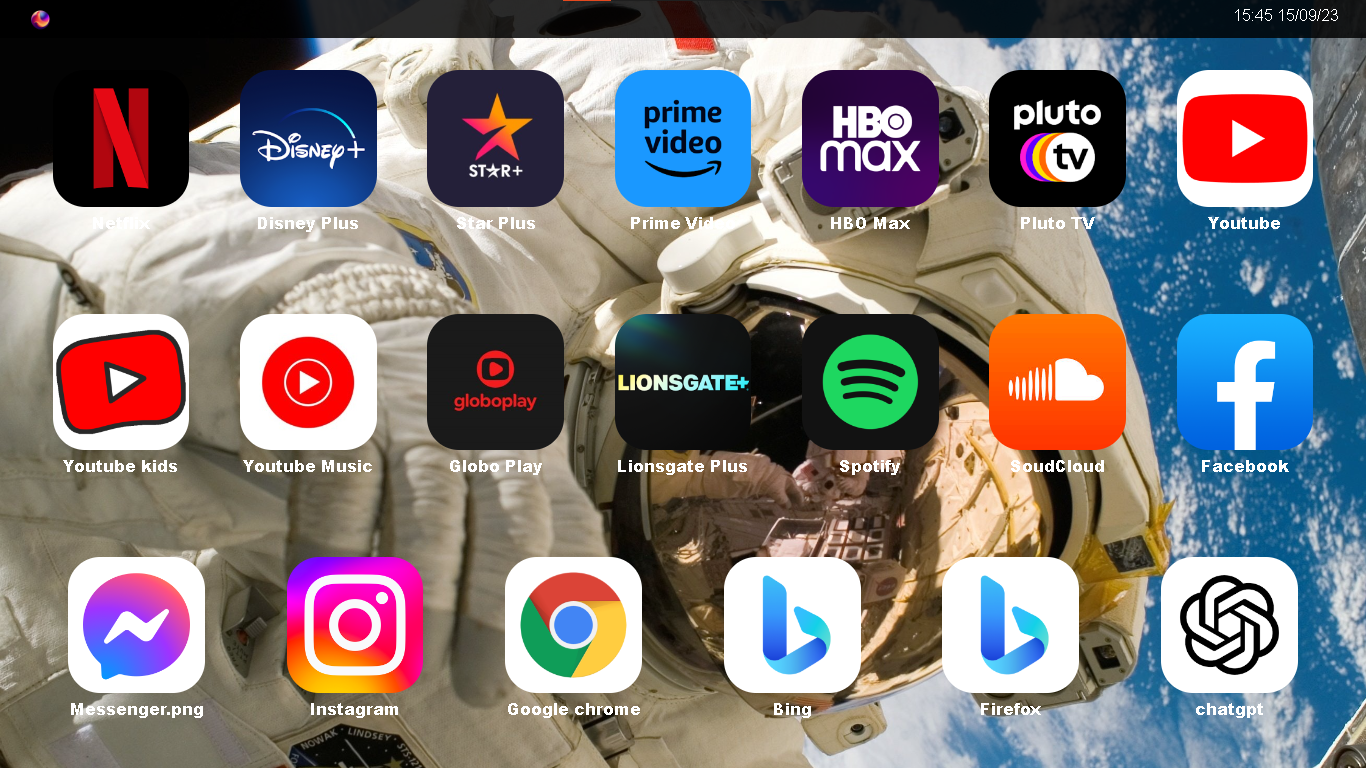 15:45 15/09/23
DISNEY+
STAR+
prime
video
HBO
max
pluto
tv
Netflix
Disney Plus
Star Plus
Prime Vid
HBO Max
Pluto TV
Youtube
globoplay
LIONSGATE+
Youtube kids
Youtube Music
Globo Play
Lionsgate Plus
Spotify
SoudCloud
Facebook
Messenger.png
Instagram
Google chrome
Bing
Firefox
chatgpt
NOWAK - LINDSEY